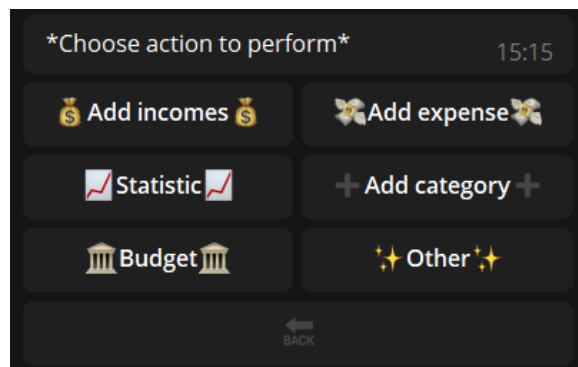 *Choose action to perform*
15:15
💰 Add incomes 💰
💸Add expense💸
📈Statistic📈
➕Add category➕
🏛Budget🏛
✨Other✨
BACK